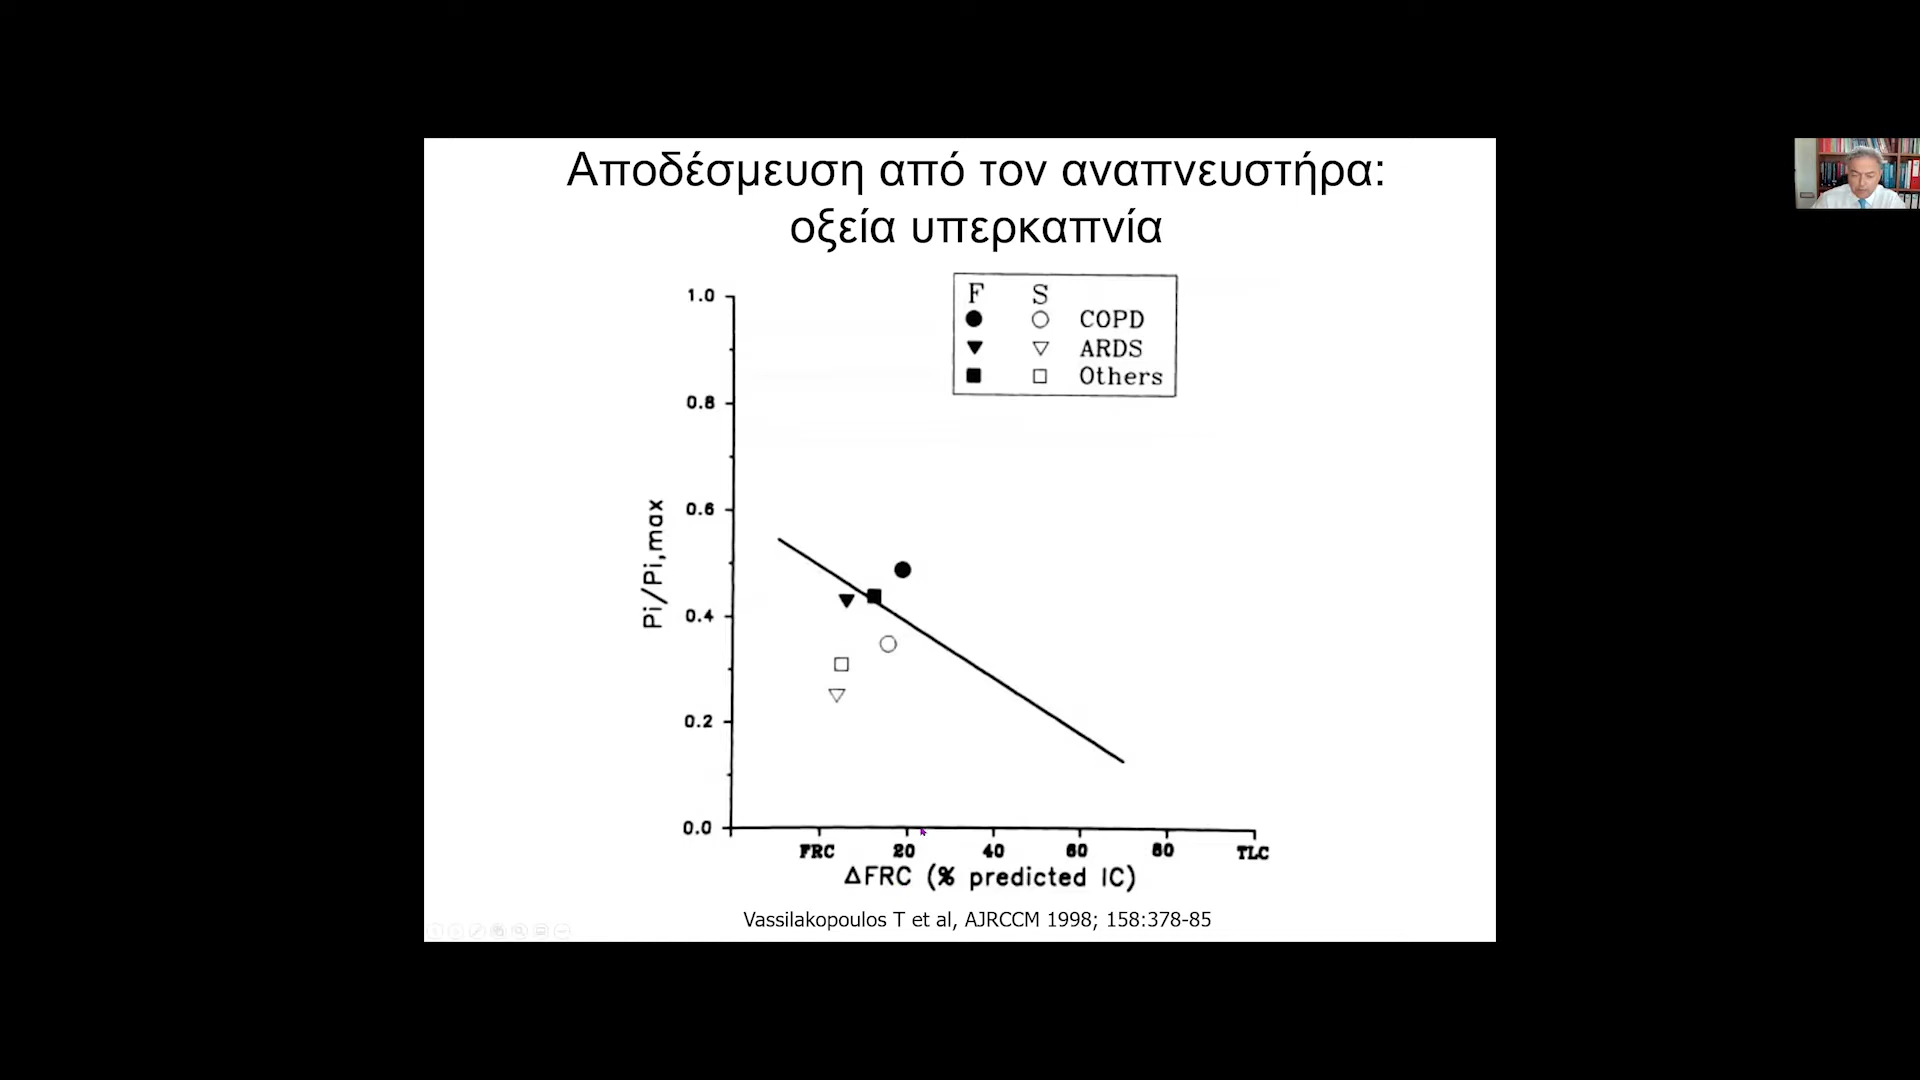 Αποδέσμευση από τον αναπνευστήρα:
οξεία υπερκαπνία
F S
COPD
ARDS
Others
1.0
0.8
0.6
0.4
0.2
0.0
Pi/Pi,max
FRC 20 40 60 80 TLC
ΔFRC (% predicted IC)
Vassilakopoulos T et al, AJRCCM 1998; 158:378-85